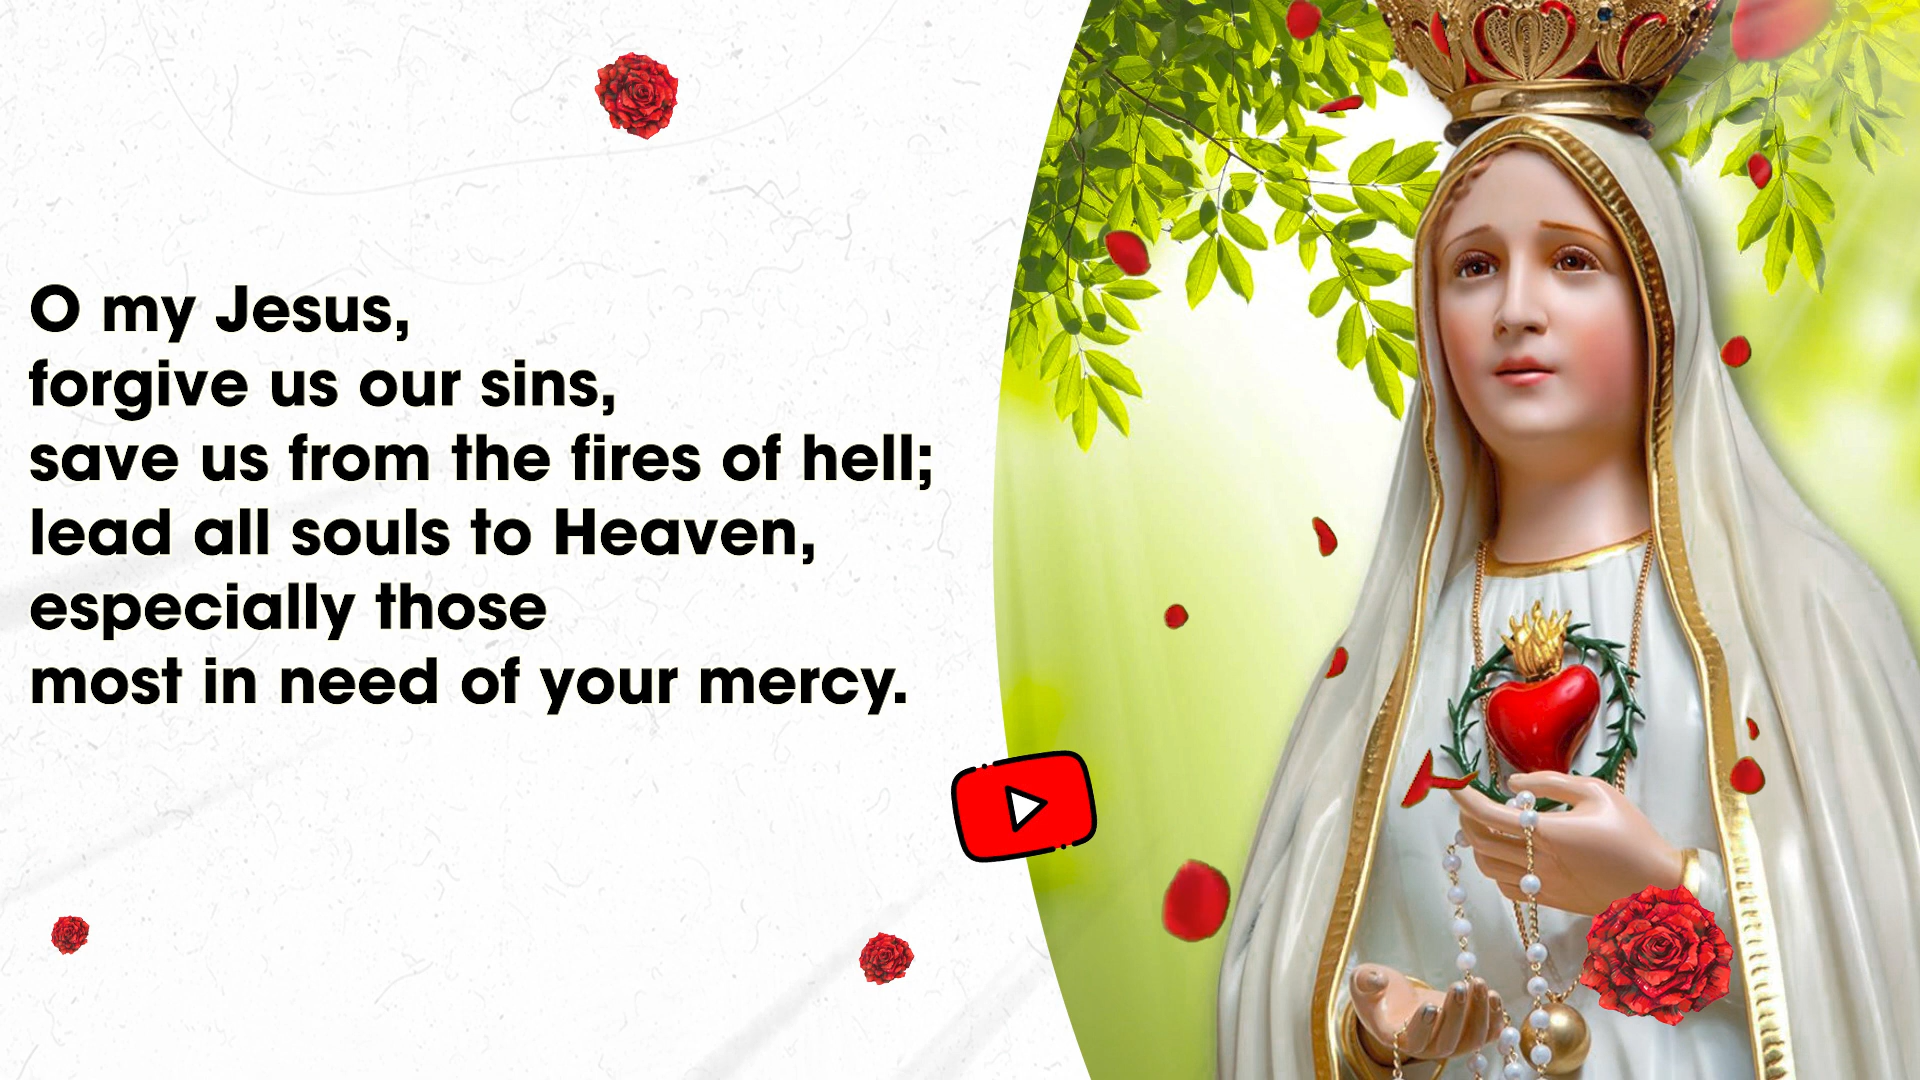 O my Jesus,
forgive us our sins,
save us from the fires of hell;
lead all souls to Heaven,
especially those
most in need of your mercy.